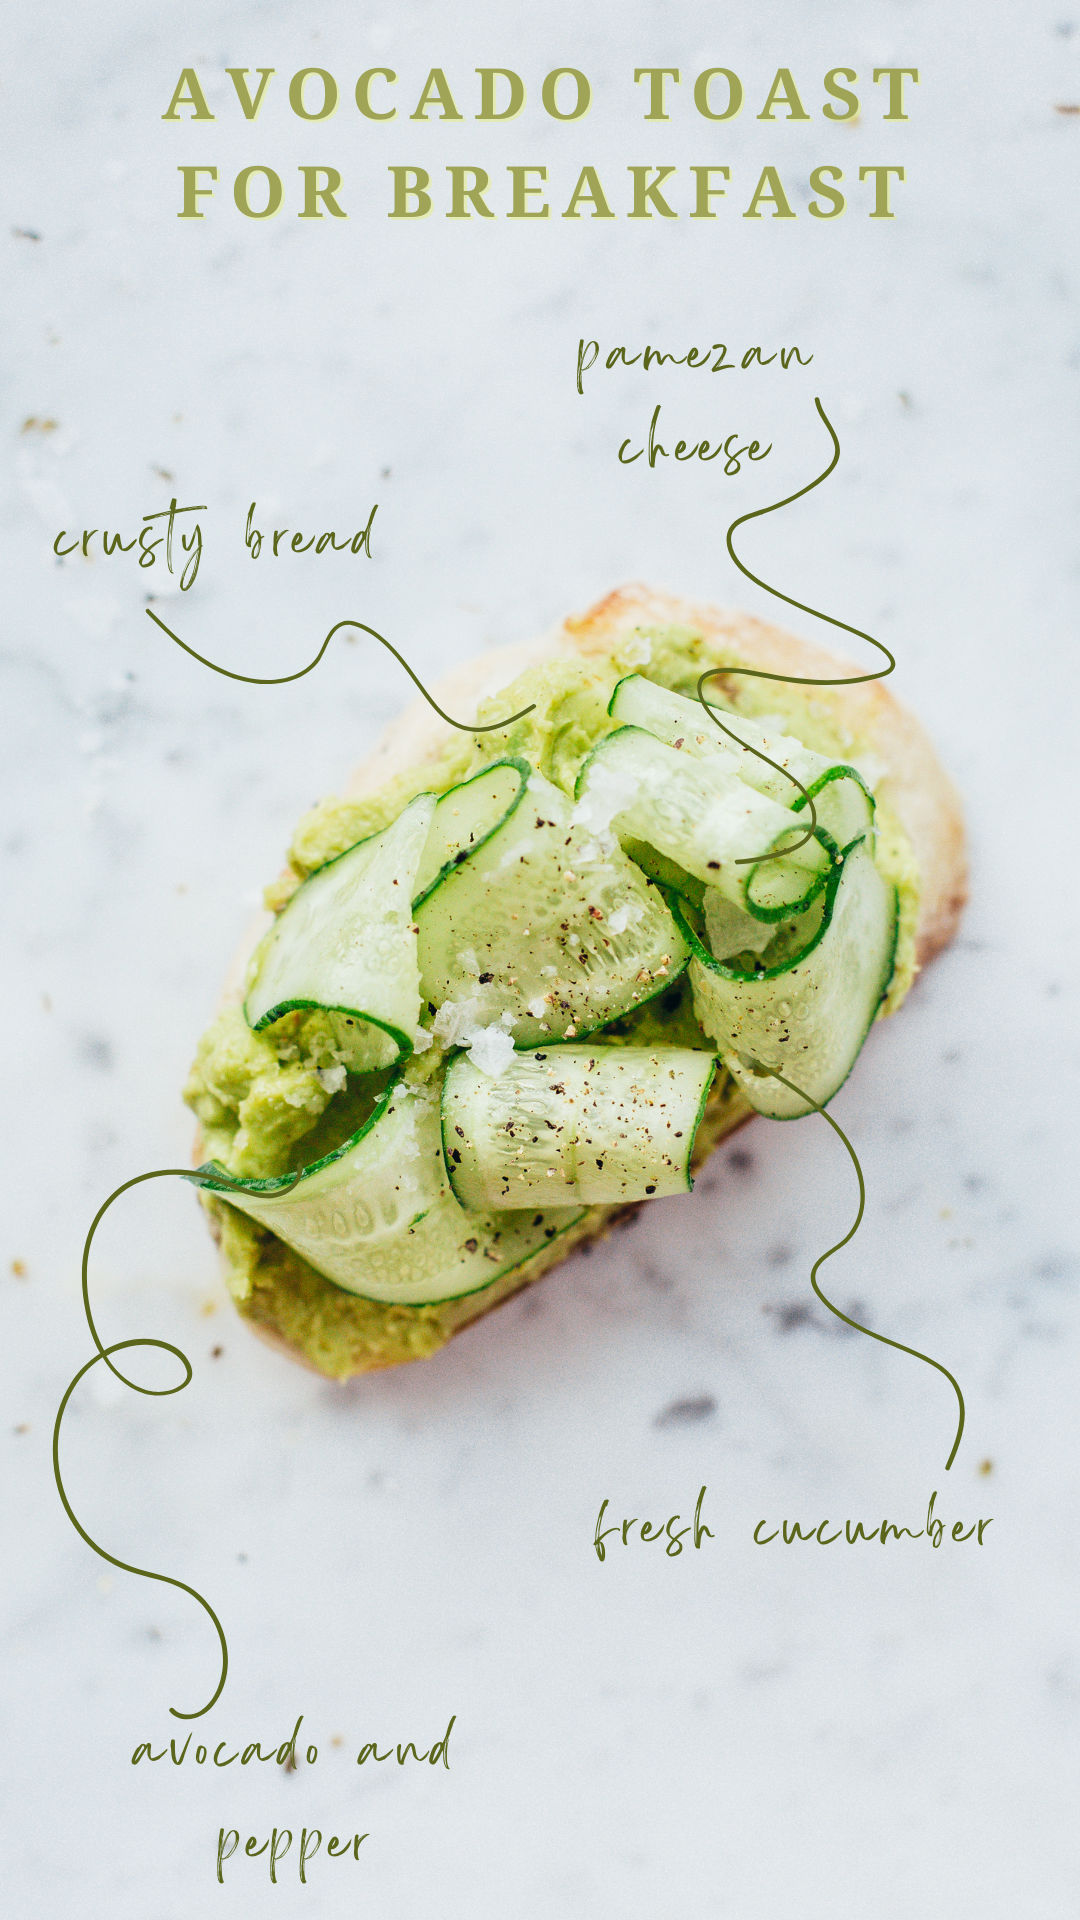 AVOCADO TOAST
FOR BREAKFAST
pamezan
cheese
crusty bread
fresh cucumber
avocado and
pepper